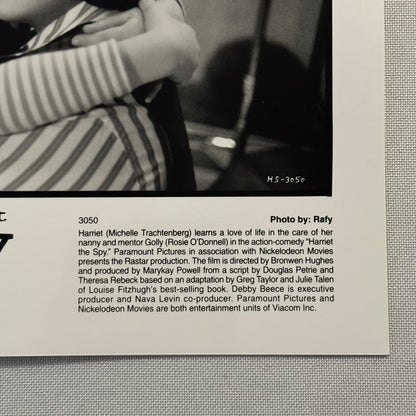 HS-3050
3050 Photo by: Rafy
Harriet (Michelle Trachtenberg) learns a love of life in the care of her
nanny and mentor Golly (Rosie O'Donnell) in the action-comedy "Harriet
the Spy." Paramount Pictures in association with Nickelodeon Movies
presents the Rastar production. The film is directed by Bronwen Hughes
and produced by Marykay Powell from a script by Douglas Petrie and
Theresa Rebeck based on an adaptation by Greg Taylor and Julie Talen
of Louise Fitzhugh's best-selling book. Debby Beece is executive
producer and Nava Levin co-producer. Paramount Pictures and
Nickelodeon Movies are both entertainment units of Viacom Inc.